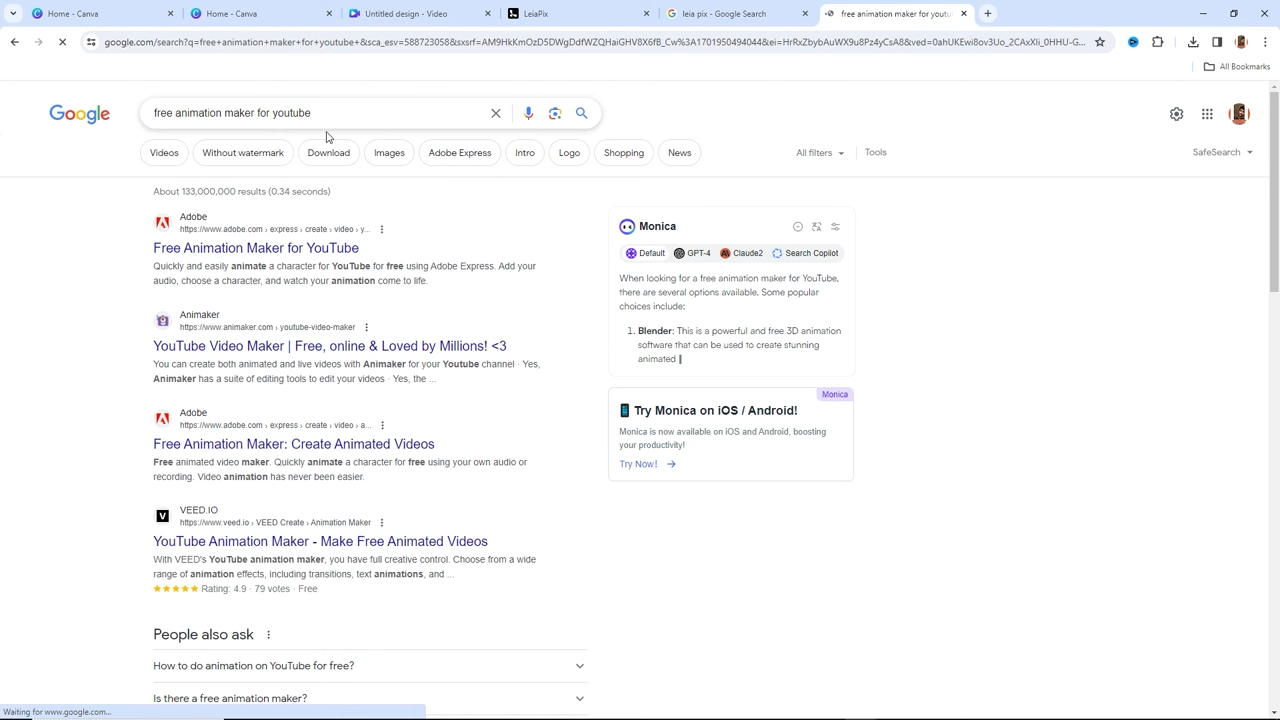 Home - Canva
Home - Canva
Untitled design - Video
LeiaPix
leia pix - Google Search
free animation maker for youtu
google.com/search?q=free+animation+maker+for+youtube+&sca_esv=588723058&sxsrf=AM9HkKmOzD5DWgDdfWZQHaiGHV8X6fB_Cw%3A1701950494044&ei=HrRxZbybAuWX9u8Pz4yCsA8&ved=0ahUKEwi8ov3Uo_2CAxXli_0HHU-G...
All Bookmarks
Google
free animation maker for youtube
Videos
Without watermark
Download
Images
Adobe Express
Intro
Logo
Shopping
News
All filters
Tools
SafeSearch
About 133,000,000 results (0.34 seconds)
Adobe
https://www.adobe.com › express › create › video › y...
Free Animation Maker for YouTube
Quickly and easily animate a character for YouTube for free using Adobe Express. Add your
audio, choose a character, and watch your animation come to life.
Animaker
https://www.animaker.com › youtube-video-maker
YouTube Video Maker | Free, online & Loved by Millions! <3
You can create both animated and live videos with Animaker for your Youtube channel · Yes,
Animaker has a suite of editing tools to edit your videos · Yes, the ...
Adobe
https://www.adobe.com › express › create › video › a...
Free Animation Maker: Create Animated Videos
Free animated video maker. Quickly animate a character for free using your own audio or
recording. Video animation has never been easier.
VEED.IO
https://www.veed.io › VEED Create › Animation Maker
YouTube Animation Maker - Make Free Animated Videos
With VEED's YouTube animation maker, you have full creative control. Choose from a wide
range of animation effects, including transitions, text animations, and ...
Rating: 4.9 · 79 votes · Free
People also ask
How to do animation on YouTube for free?
Is there a free animation maker?
Monica
Default
GPT-4
Claude2
Search Copilot
When looking for a free animation maker for YouTube,
there are several options available. Some popular
choices include:
1. Blender: This is a powerful and free 3D animation
software that can be used to create stunning
animated
Monica
Try Monica on iOS / Android!
Monica is now available on iOS and Android, boosting
your productivity!
Try Now! →
Waiting for www.google.com...